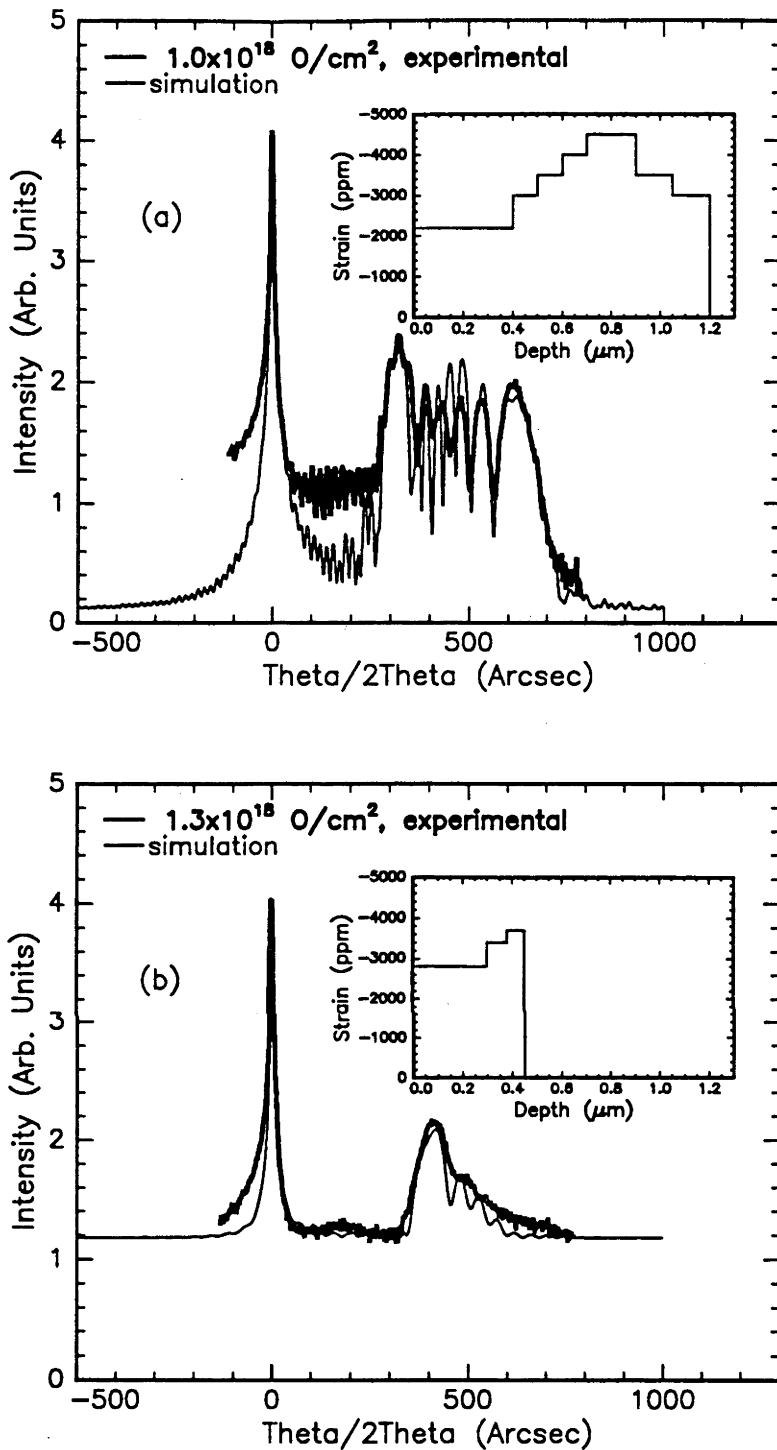 5
4
3
2
1
0
Intensity (Arb. Units)
1.0x10¹⁸ O/cm², experimental
simulation
(a)
-5000
-4000
-3000
-2000
-1000
0
Strain (ppm)
0.0 0.2 0.4 0.6 0.8 1.0 1.2
Depth (μm)
-500 0 500 1000
Theta/2Theta (Arcsec)
5
4
3
2
1
0
Intensity (Arb. Units)
1.3x10¹⁸ O/cm², experimental
simulation
(b)
-5000
-4000
-3000
-2000
-1000
0
Strain (ppm)
0.0 0.2 0.4 0.6 0.8 1.0 1.2
Depth (μm)
-500 0 500 1000
Theta/2Theta (Arcsec)